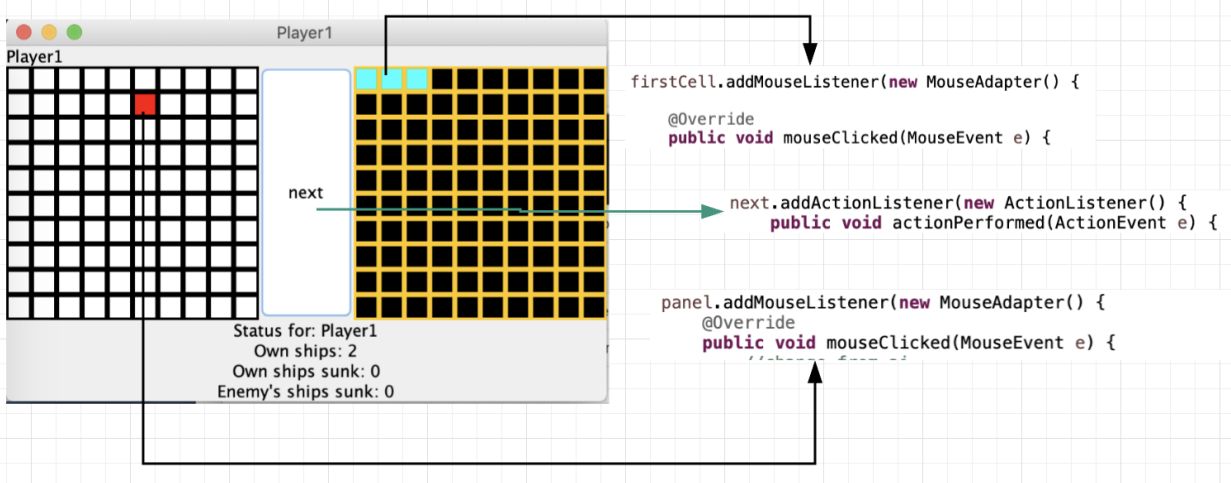 Player1
Player1
next
Status for: Player1
Own ships: 2
Own ships sunk: 0
Enemy's ships sunk: 0
firstCell.addMouseListener(new MouseAdapter() {
@Override
public void mouseClicked(MouseEvent e) {
next.addActionListener(new ActionListener() {
public void actionPerformed(ActionEvent e) {
panel.addMouseListener(new MouseAdapter() {
@Override
public void mouseClicked(MouseEvent e) {